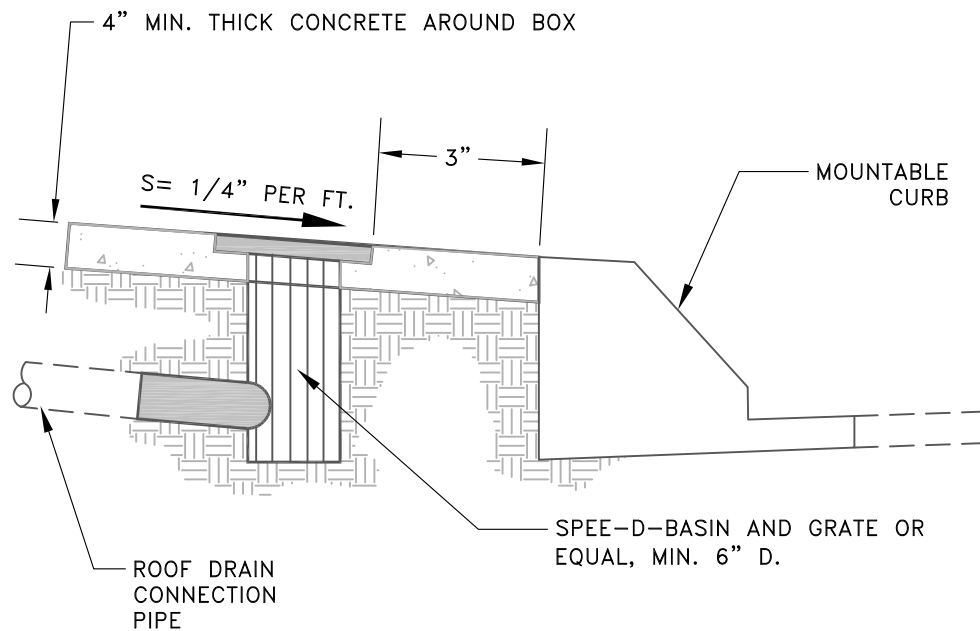 4” MIN. THICK CONCRETE AROUND BOX
3”
S= 1/4” PER FT.
MOUNTABLE
CURB
SPEE-D-BASIN AND GRATE OR
EQUAL, MIN. 6” D.
ROOF DRAIN
CONNECTION
PIPE